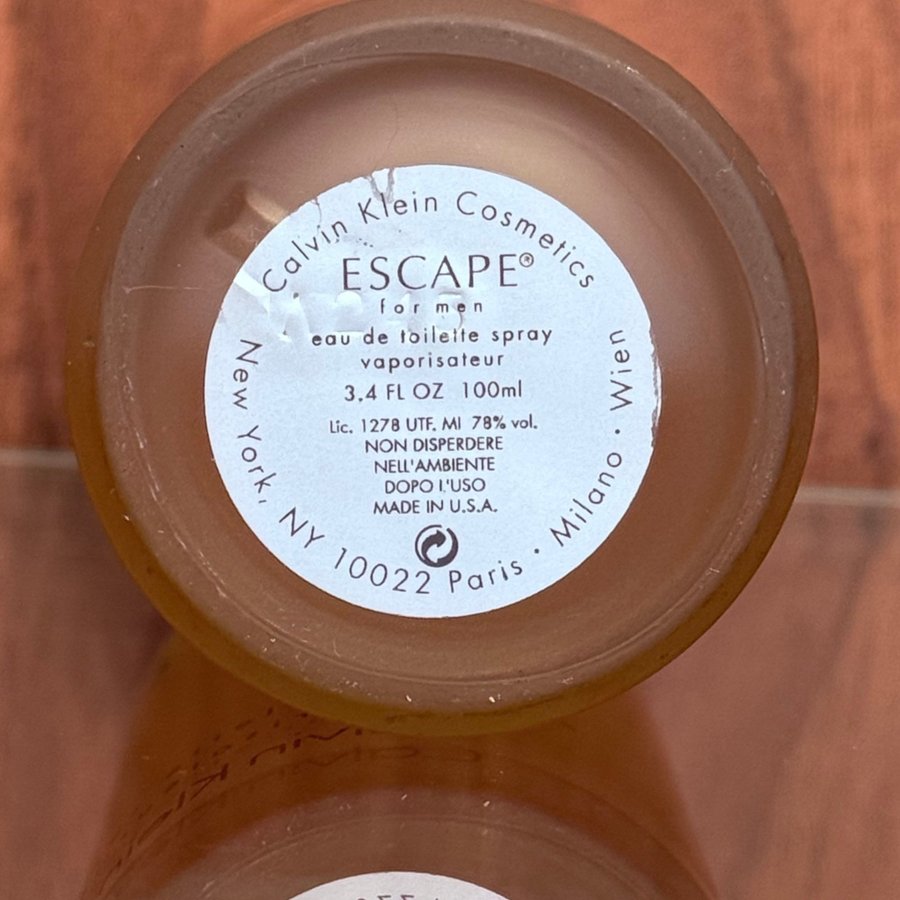 Calvin Klein Cosmetics
ESCAPE®
for men
eau de toilette spray
vaporisateur
3.4 FL OZ 100ml
Lic. 1278 UTF. MI 78% vol.
NON DISPERDERE
NELL'AMBIENTE
DOPO L'USO
MADE IN U.S.A.
New York, NY 10022 Paris · Milano · Wien